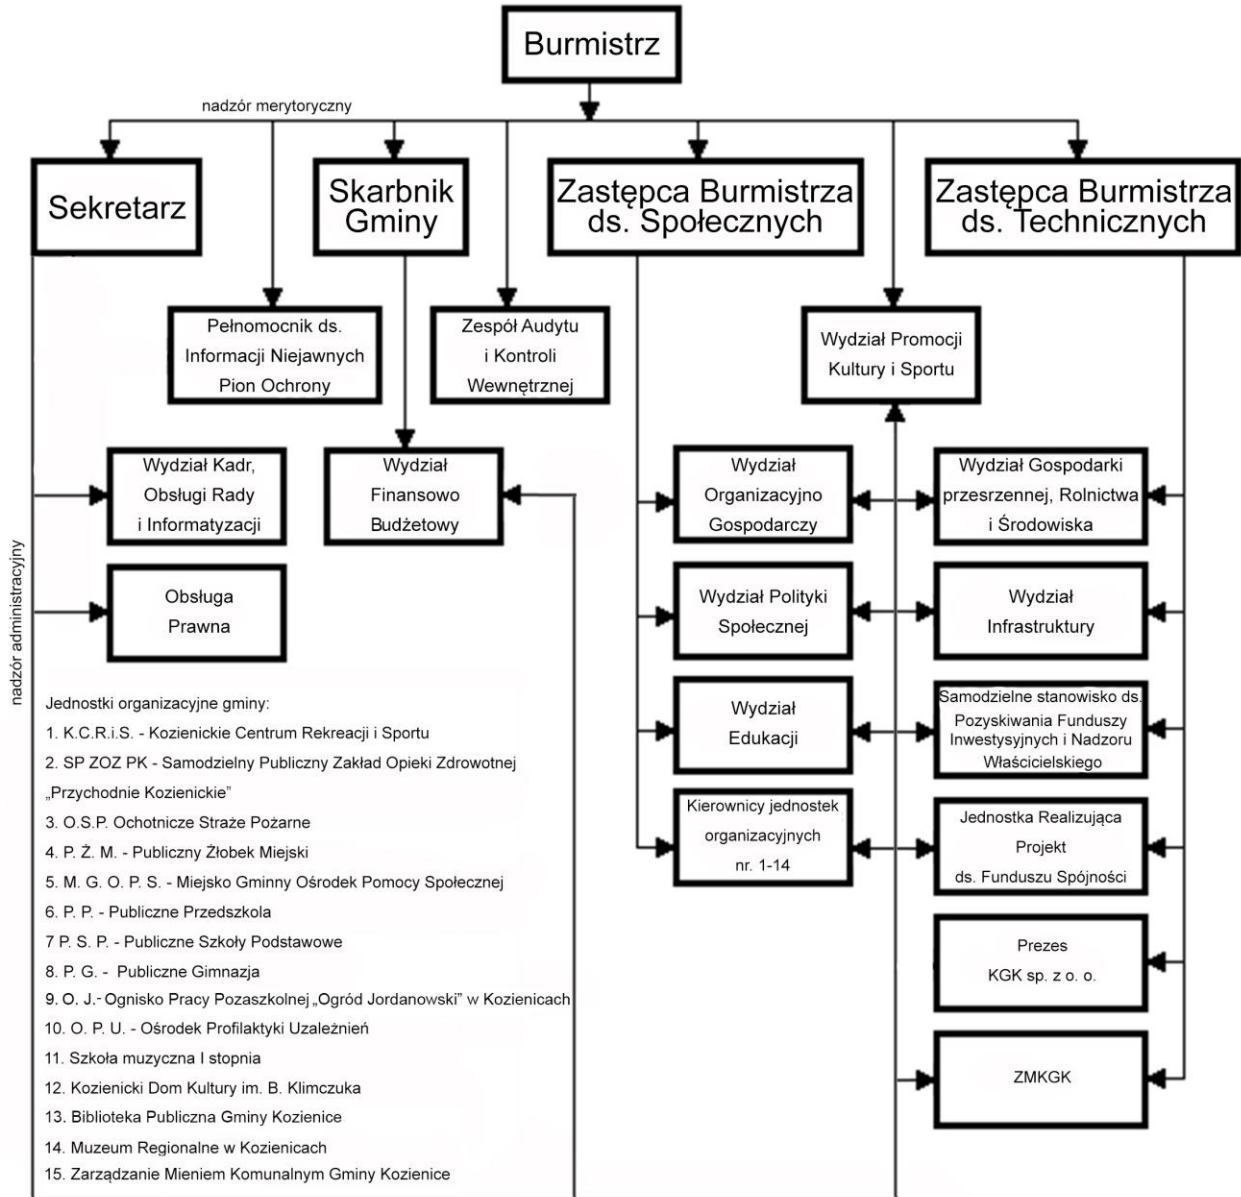 Burmistrz
nadzór merytoryczny
Sekretarz
Skarbnik
Gminy
Zastępca Burmistrza
ds. Społecznych
Zastępca Burmistrza
ds. Technicznych
Pełnomocnik ds.
Informacji Niejawnych
Pion Ochrony
Zespół Audytu
i Kontroli
Wewnętrznej
Wydział Promocji
Kultury i Sportu
Wydział Kadr,
Obsługi Rady
i Informatyzacji
Wydział
Finansowo
Budżetowy
Wydział
Organizacyjno
Gospodarczy
Wydział Gospodarki
przesrzennej, Rolnictwa
i Środowiska
Obsługa
Prawna
Wydział Polityki
Społecznej
Wydział
Infrastruktury
nadzór administracyjny
Wydział
Edukacji
Samodzielne stanowisko ds.
Pozyskiwania Funduszy
Inwestysyjnych i Nadzoru
Właścicielskiego
Kierownicy jednostek
organizacyjnych
nr. 1-14
Jednostka Realizująca
Projekt
ds. Funduszu Spójności
Prezes
KGK sp. z o. o.
ZMKGK
Jednostki organizacyjne gminy:
1. K.C.R.i.S. - Kozienickie Centrum Rekreacji i Sportu
2. SP ZOZ PK - Samodzielny Publiczny Zakład Opieki Zdrowotnej
„Przychodnie Kozienickie”
3. O.S.P. Ochotnicze Straże Pożarne
4. P. Ż. M. - Publiczny Żłobek Miejski
5. M. G. O. P. S. - Miejsko Gminny Ośrodek Pomocy Społecznej
6. P. P. - Publiczne Przedszkola
7 P. S. P. - Publiczne Szkoły Podstawowe
8. P. G. - Publiczne Gimnazja
9. O. J.- Ognisko Pracy Pozaszkolnej „Ogród Jordanowski” w Kozienicach
10. O. P. U. - Ośrodek Profilaktyki Uzależnień
11. Szkoła muzyczna I stopnia
12. Kozienicki Dom Kultury im. B. Klimczuka
13. Biblioteka Publiczna Gminy Kozienice
14. Muzeum Regionalne w Kozienicach
15. Zarządzanie Mieniem Komunalnym Gminy Kozienice